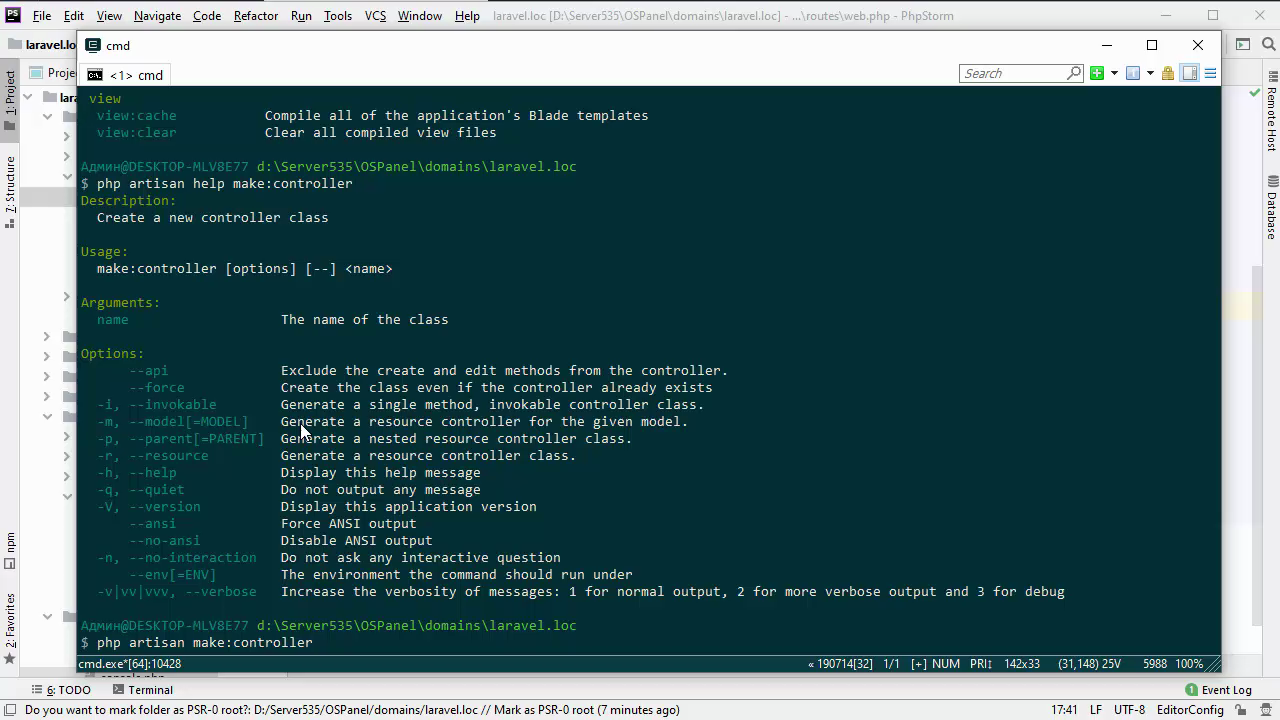 File Edit View Navigate Code Refactor Run Tools VCS Window Help laravel.loc [D:\Server535\OSPanel\domains\laravel.loc] - ...\routes\web.php - PhpStorm
cmd
<1> cmd
Search
1: Project
7: Structure
npm
2: Favorites
Remote Host
Database
view
view:cache Compile all of the application's Blade templates
view:clear Clear all compiled view files
Админ@DESKTOP-MLV8E77 d:\Server535\OSPanel\domains\laravel.loc
$ php artisan help make:controller
Description:
Create a new controller class
Usage:
make:controller [options] [--] <name>
Arguments:
name The name of the class
Options:
--api Exclude the create and edit methods from the controller.
--force Create the class even if the controller already exists
-i, --invokable Generate a single method, invokable controller class.
-m, --model[=MODEL] Generate a resource controller for the given model.
-p, --parent[=PARENT] Generate a nested resource controller class.
-r, --resource Generate a resource controller class.
-h, --help Display this help message
-q, --quiet Do not output any message
-V, --version Display this application version
--ansi Force ANSI output
--no-ansi Disable ANSI output
-n, --no-interaction Do not ask any interactive question
--env[=ENV] The environment the command should run under
-v|vv|vvv, --verbose Increase the verbosity of messages: 1 for normal output, 2 for more verbose output and 3 for debug
Админ@DESKTOP-MLV8E77 d:\Server535\OSPanel\domains\laravel.loc
$ php artisan make:controller
cmd.exe*[64]:10428 « 190714[32] 1/1 [+] NUM PRI↕ 142x33 (31,148) 25V 5988 100%
6: TODO Terminal 1 Event Log
Do you want to mark folder as PSR-0 root?: D:/Server535/OSPanel/domains/laravel.loc // Mark as PSR-0 root (7 minutes ago) 17:41 LF UTF-8 EditorConfig